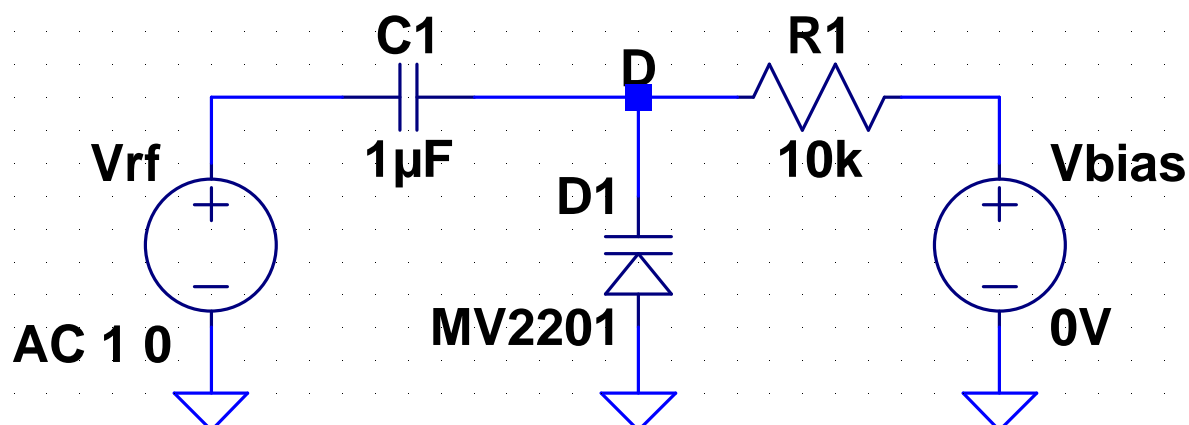 C1
D
R1
1µF
10k
Vrf
Vbias
D1
MV2201
AC 1 0
0V